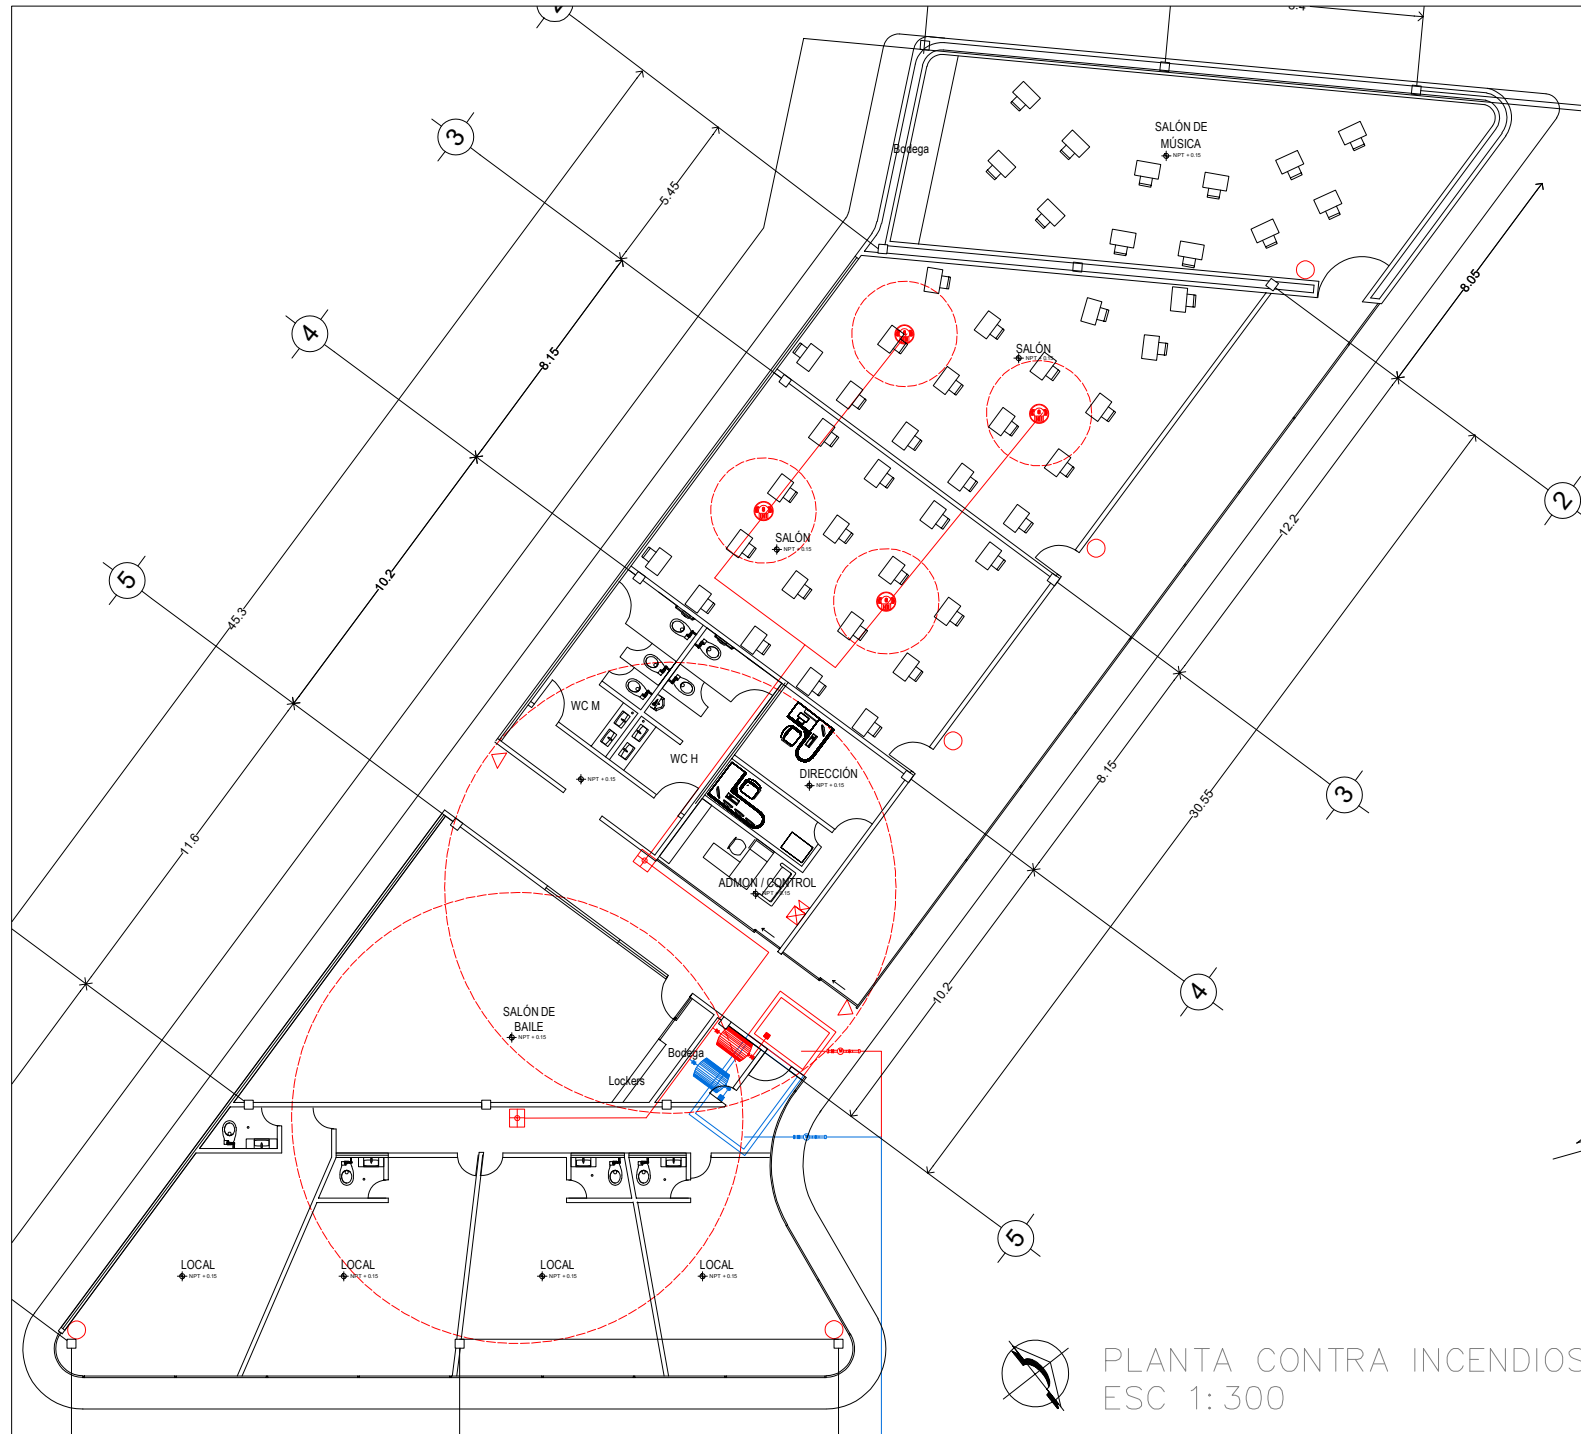 3
5.45
SALÓN DE
MÚSICA
NPT + 0.15
Bodega
4
8.15
8.05
SALÓN
NPT + 0.15
2
12.2
5
10.2
45.3
SALÓN
NPT + 0.15
WC M
WC H
NPT + 0.15
DIRECCIÓN
NPT + 0.15
8.15
3
30.55
11.6
ADMON / CONTROL
NPT + 0.15
10.2
4
SALÓN DE
BAILE
NPT + 0.15
Bodega
Lockers
5
LOCAL
NPT + 0.15
LOCAL
NPT + 0.15
LOCAL
NPT + 0.15
LOCAL
NPT + 0.15
PLANTA CONTRA INCENDIOS
ESC 1:300